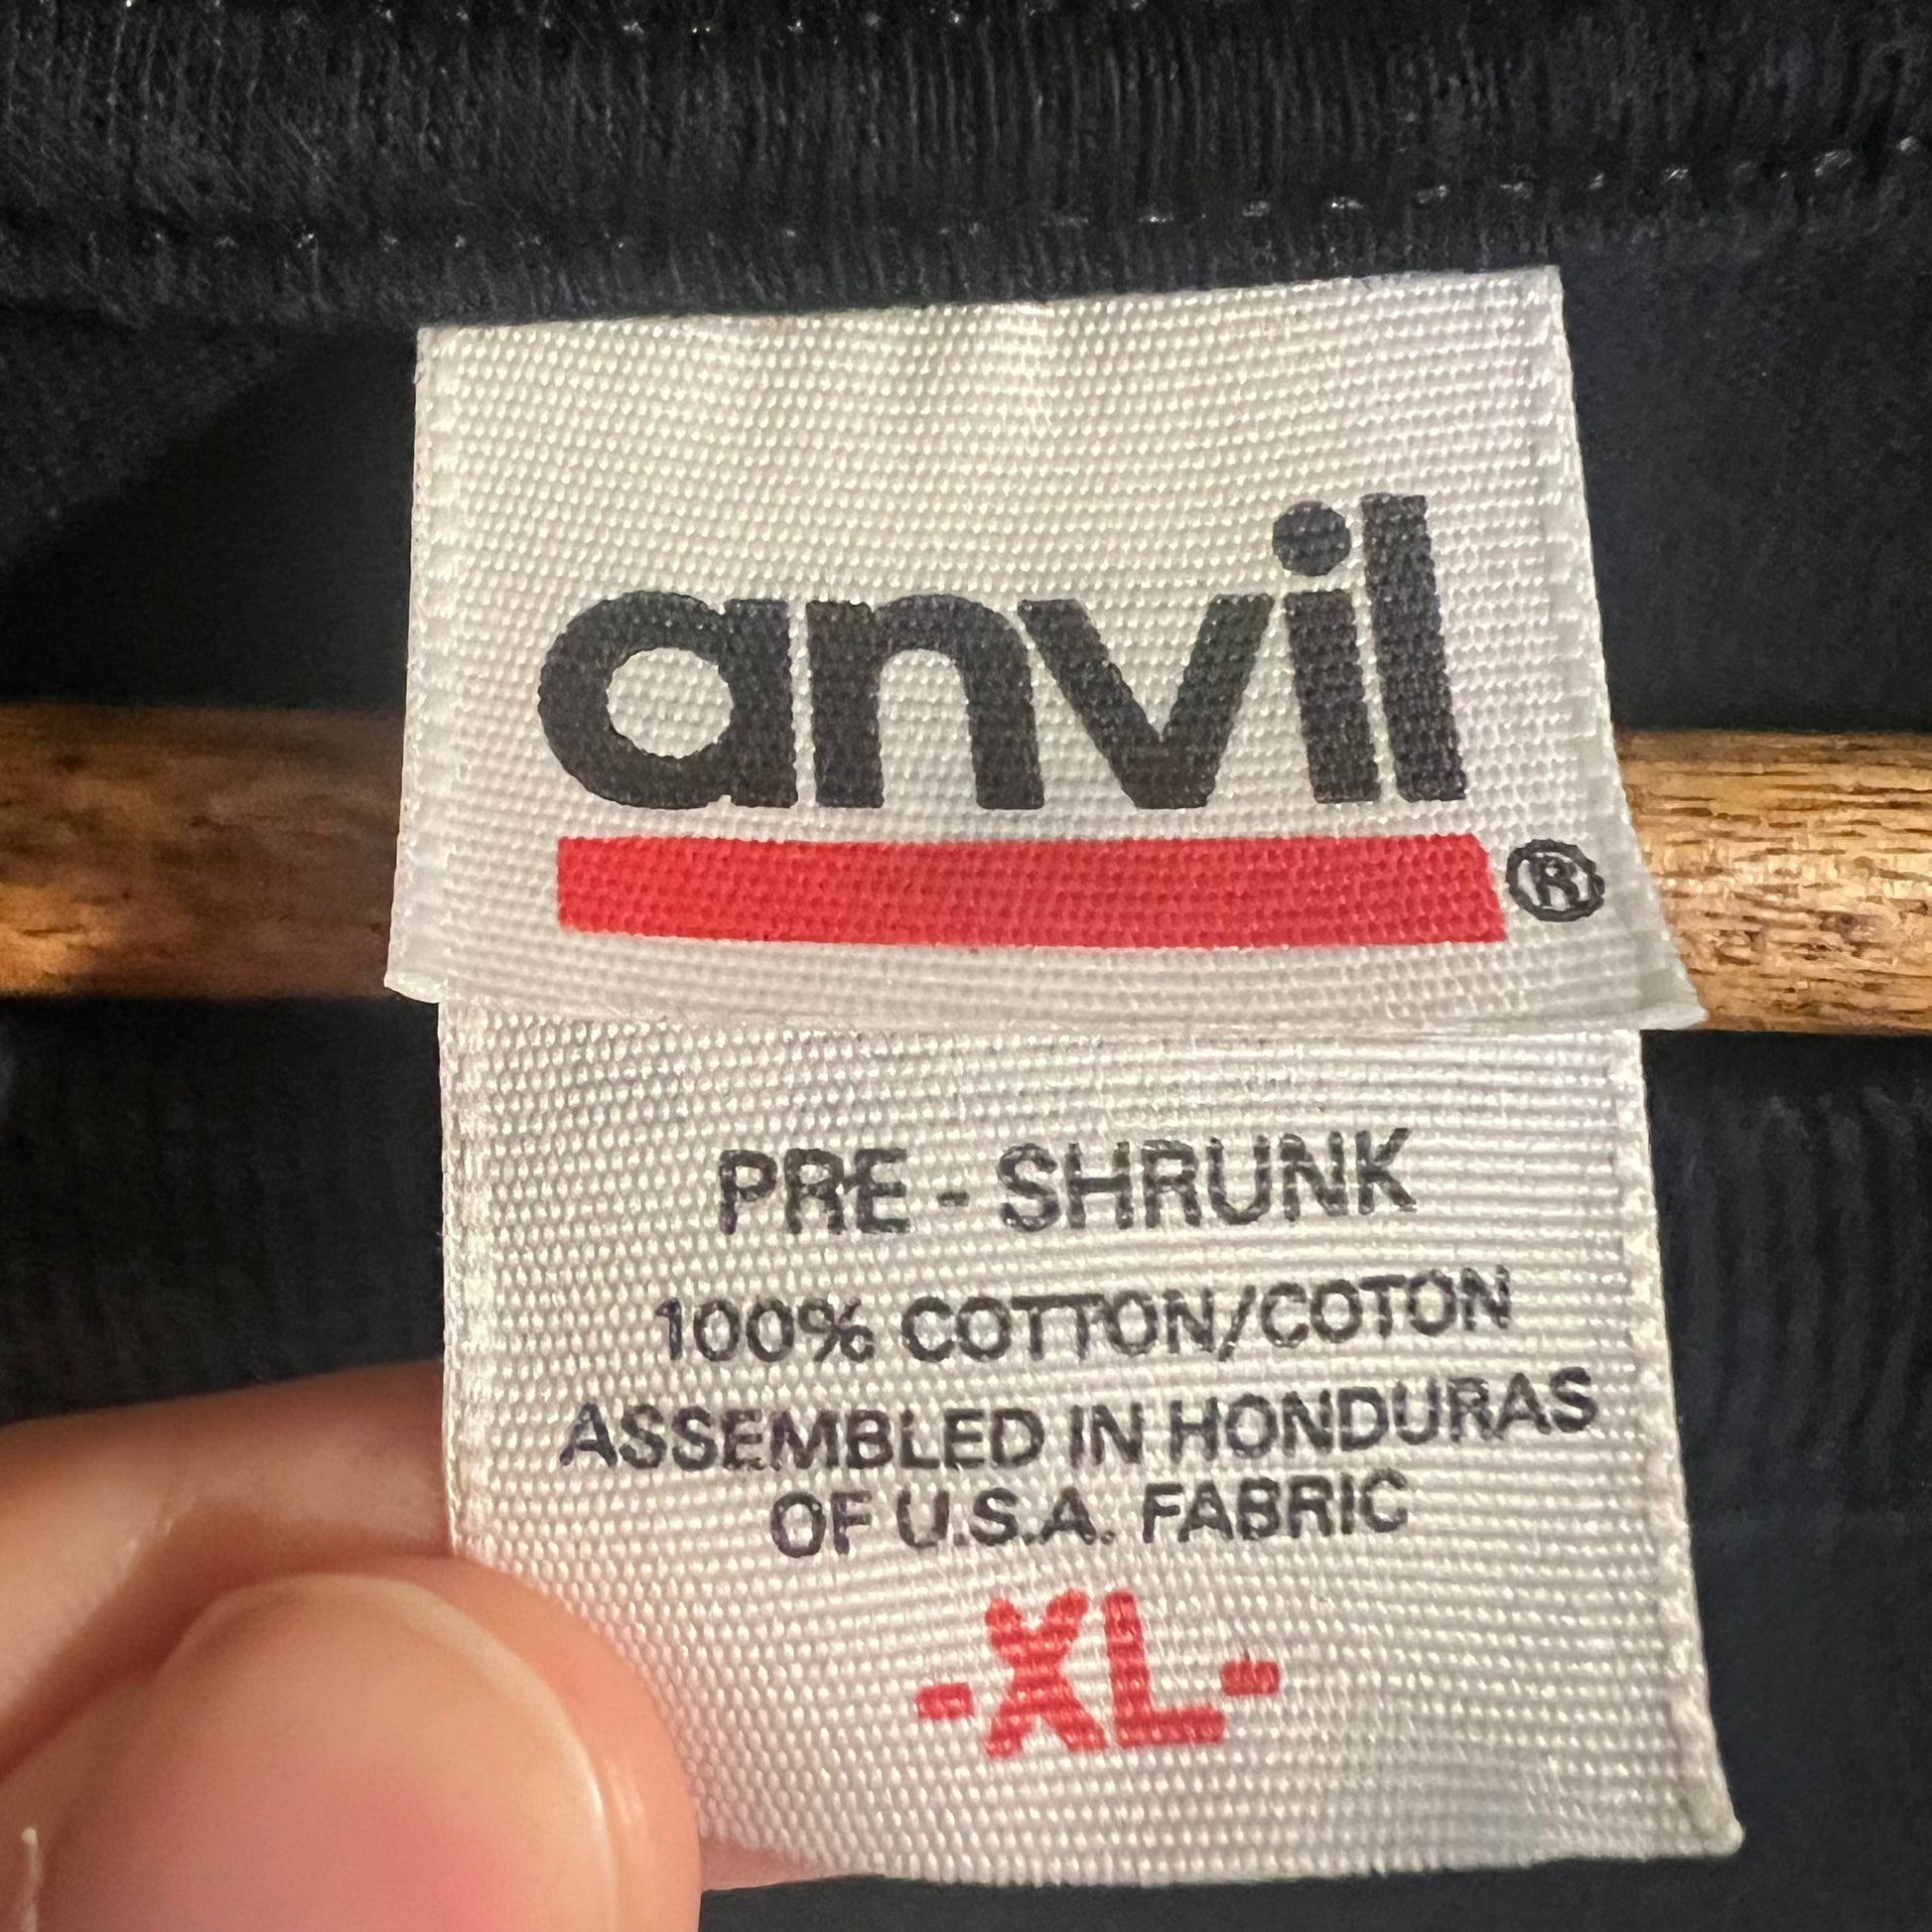 anvil
®
PRE - SHRUNK
100% COTTON/COTON
ASSEMBLED IN HONDURAS
OF U.S.A. FABRIC
-XL-